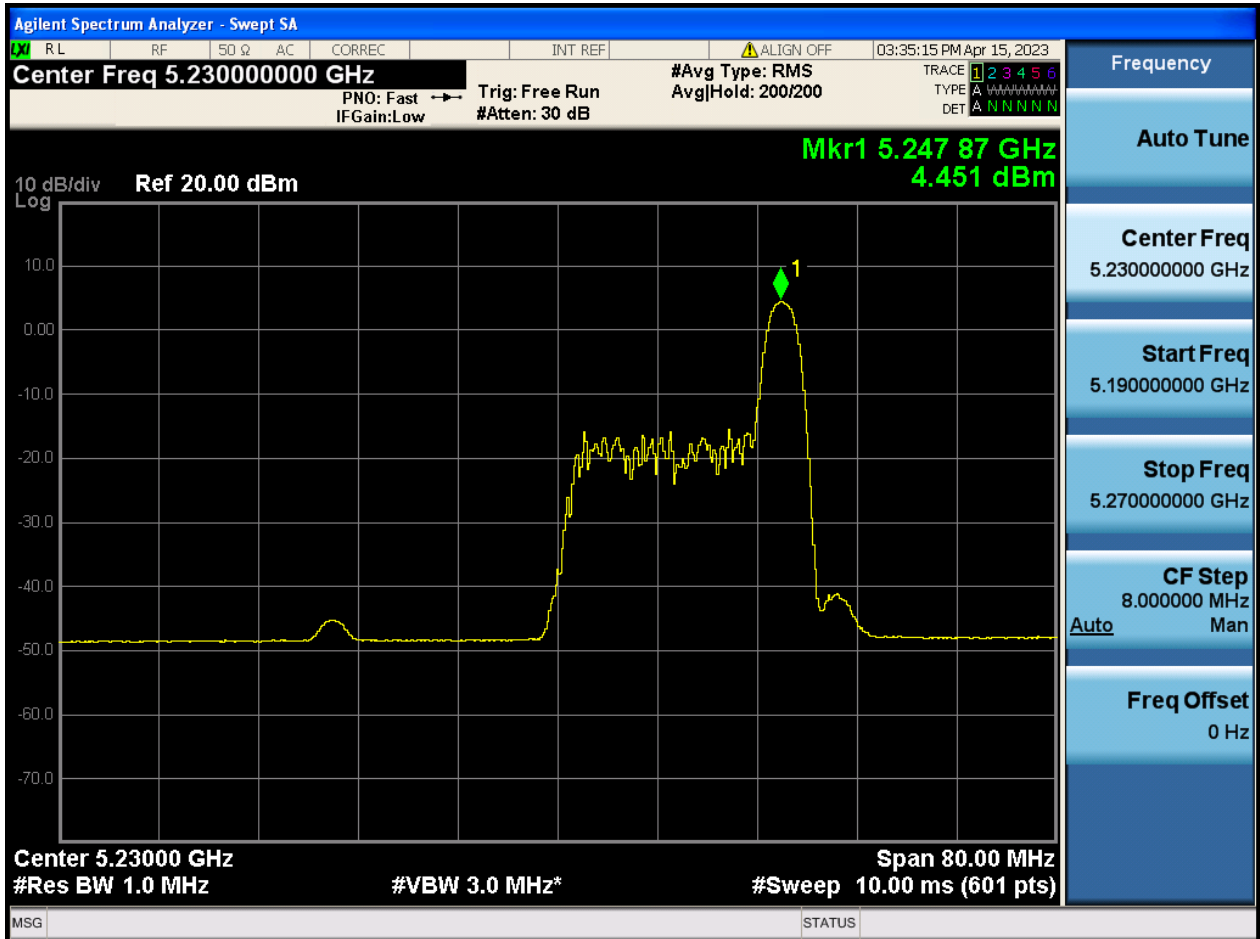 Agilent Spectrum Analyzer - Swept SA
LXI RL RF 50 Ω AC CORREC INT REF ALIGN OFF 03:35:15 PM Apr 15, 2023
Center Freq 5.230000000 GHz
PNO: Fast
IFGain:Low
Trig: Free Run
#Atten: 30 dB
#Avg Type: RMS
Avg|Hold: 200/200
TRACE 1 2 3 4 5 6
TYPE A WWWWW
DET A N N N N N
Mkr1 5.247 87 GHz
4.451 dBm
10 dB/div Ref 20.00 dBm
Log
10.0
0.00
-10.0
-20.0
-30.0
-40.0
-50.0
-60.0
-70.0
1
Center 5.23000 GHz Span 80.00 MHz
#Res BW 1.0 MHz #VBW 3.0 MHz* #Sweep 10.00 ms (601 pts)
MSG STATUS
Frequency
Auto Tune
Center Freq
5.230000000 GHz
Start Freq
5.190000000 GHz
Stop Freq
5.270000000 GHz
CF Step
8.000000 MHz
Auto Man
Freq Offset
0 Hz